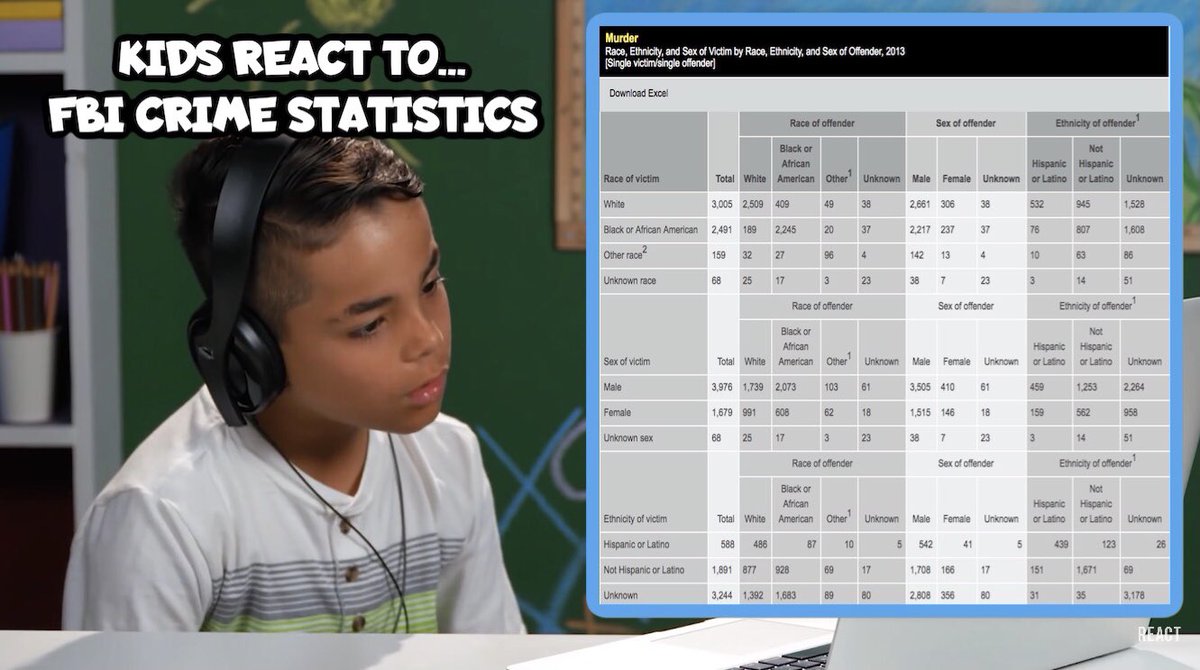 KIDS REACT TO...
FBI CRIME STATISTICS
Murder
Race, Ethnicity, and Sex of Victim by Race, Ethnicity, and Sex of Offender, 2013
[Single victim/single offender]
Download Excel
Race of offender Sex of offender Ethnicity of offender1
Race of victim Total White Black or African American Other1 Unknown Male Female Unknown Hispanic or Latino Not Hispanic or Latino Unknown
White 3,005 2,509 409 49 38 2,661 306 38 532 945 1,528
Black or African American 2,491 189 2,245 20 37 2,217 237 37 76 807 1,608
Other race2 159 32 27 96 4 142 13 4 10 63 86
Unknown race 68 25 17 3 23 38 7 23 3 14 51
Race of offender Sex of offender Ethnicity of offender1
Sex of victim Total White Black or African American Other1 Unknown Male Female Unknown Hispanic or Latino Not Hispanic or Latino Unknown
Male 3,976 1,739 2,073 103 61 3,505 410 61 459 1,253 2,264
Female 1,679 991 608 62 18 1,515 146 18 159 562 958
Unknown sex 68 25 17 3 23 38 7 23 3 14 51
Race of offender Sex of offender Ethnicity of offender1
Ethnicity of victim Total White Black or African American Other1 Unknown Male Female Unknown Hispanic or Latino Not Hispanic or Latino Unknown
Hispanic or Latino 588 486 87 10 5 542 41 5 439 123 26
Not Hispanic or Latino 1,891 877 928 69 17 1,708 166 17 151 1,671 69
Unknown 3,244 1,392 1,683 89 80 2,808 356 80 31 35 3,178
REACT